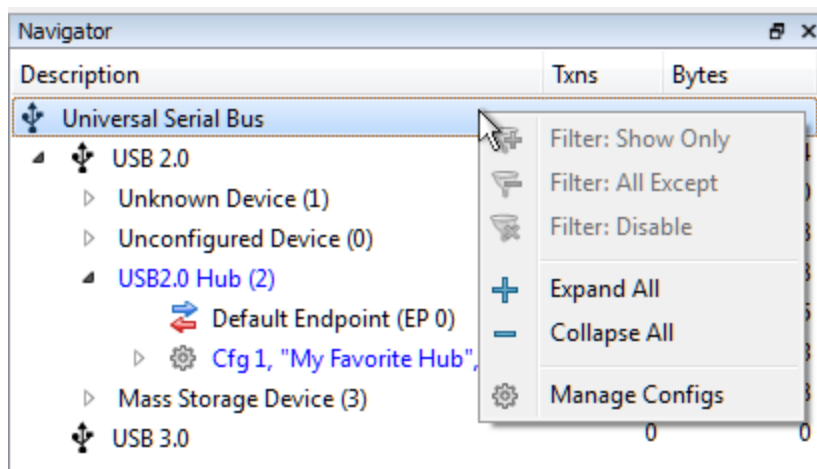 Navigator
Description Txns Bytes
Universal Serial Bus
Filter: Show Only
USB 2.0
Filter: All Except
Unknown Device (1)
Filter: Disable
Unconfigured Device (0)
USB2.0 Hub (2)
Expand All
Default Endpoint (EP 0)
Collapse All
Cfg 1, "My Favorite Hub",
Mass Storage Device (3)
Manage Configs
USB 3.0 0 0